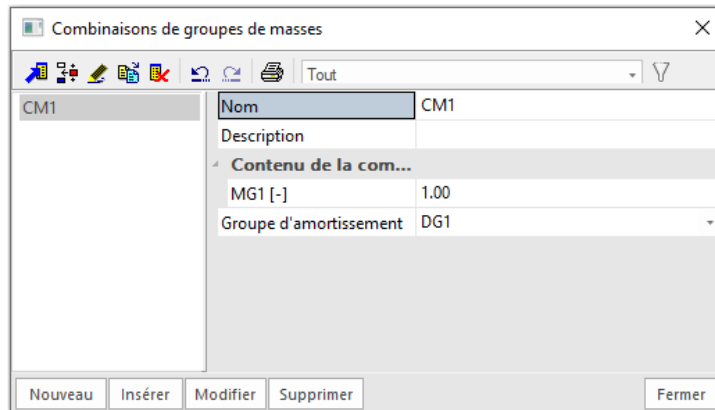 Combinaisons de groupes de masses
Tout
CM1
Nom CM1
Description
Contenu de la com...
MG1 [-] 1.00
Groupe d'amortissement DG1
Nouveau Insérer Modifier Supprimer Fermer